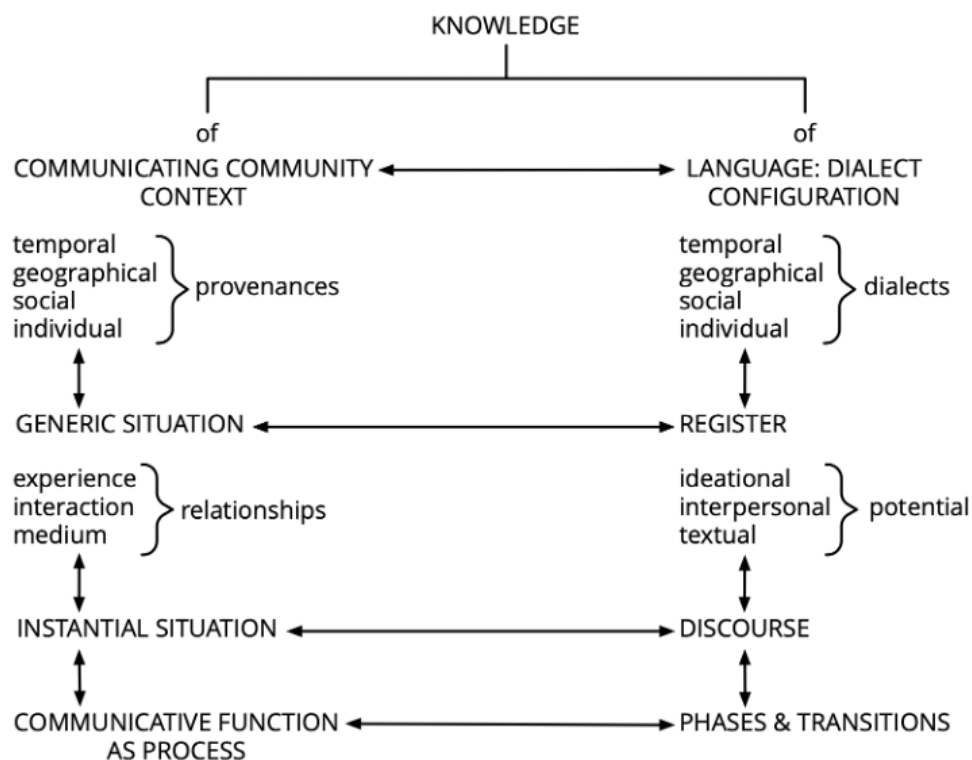 KNOWLEDGE
of
COMMUNICATING COMMUNITY
CONTEXT
of
LANGUAGE: DIALECT
CONFIGURATION
temporal
geographical
social
individual
provenances
temporal
geographical
social
individual
dialects
GENERIC SITUATION
REGISTER
experience
interaction
medium
relationships
ideational
interpersonal
textual
potential
INSTANTIAL SITUATION
DISCOURSE
COMMUNICATIVE FUNCTION
AS PROCESS
PHASES & TRANSITIONS